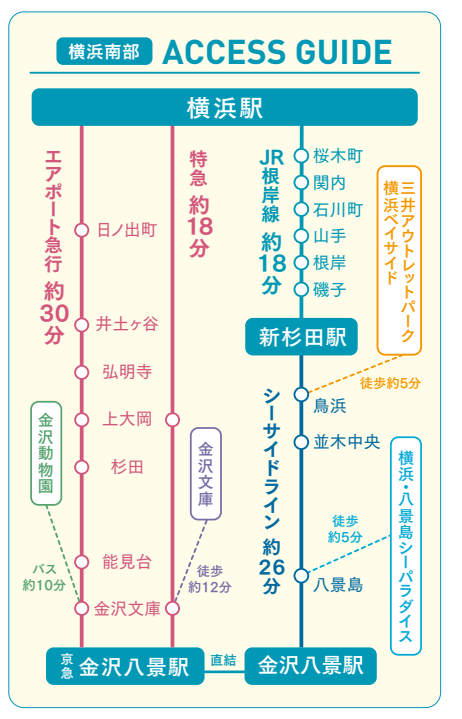 横浜南部 ACCESS GUIDE
横浜駅
エアポート急行 約30分
特急 約18分
JR根岸線 約18分
日ノ出町
井土ヶ谷
弘明寺
上大岡
杉田
能見台
金沢文庫
金沢動物園
バス
約10分
金沢文庫
徒歩
約12分
桜木町
関内
石川町
山手
根岸
磯子
新杉田駅
三井アウトレットパーク
横浜ベイサイド
徒歩約5分
シーサイドライン 約26分
鳥浜
並木中央
八景島
徒歩
約5分
横浜・八景島シーパラダイス
京急 金沢八景駅
直結
金沢八景駅